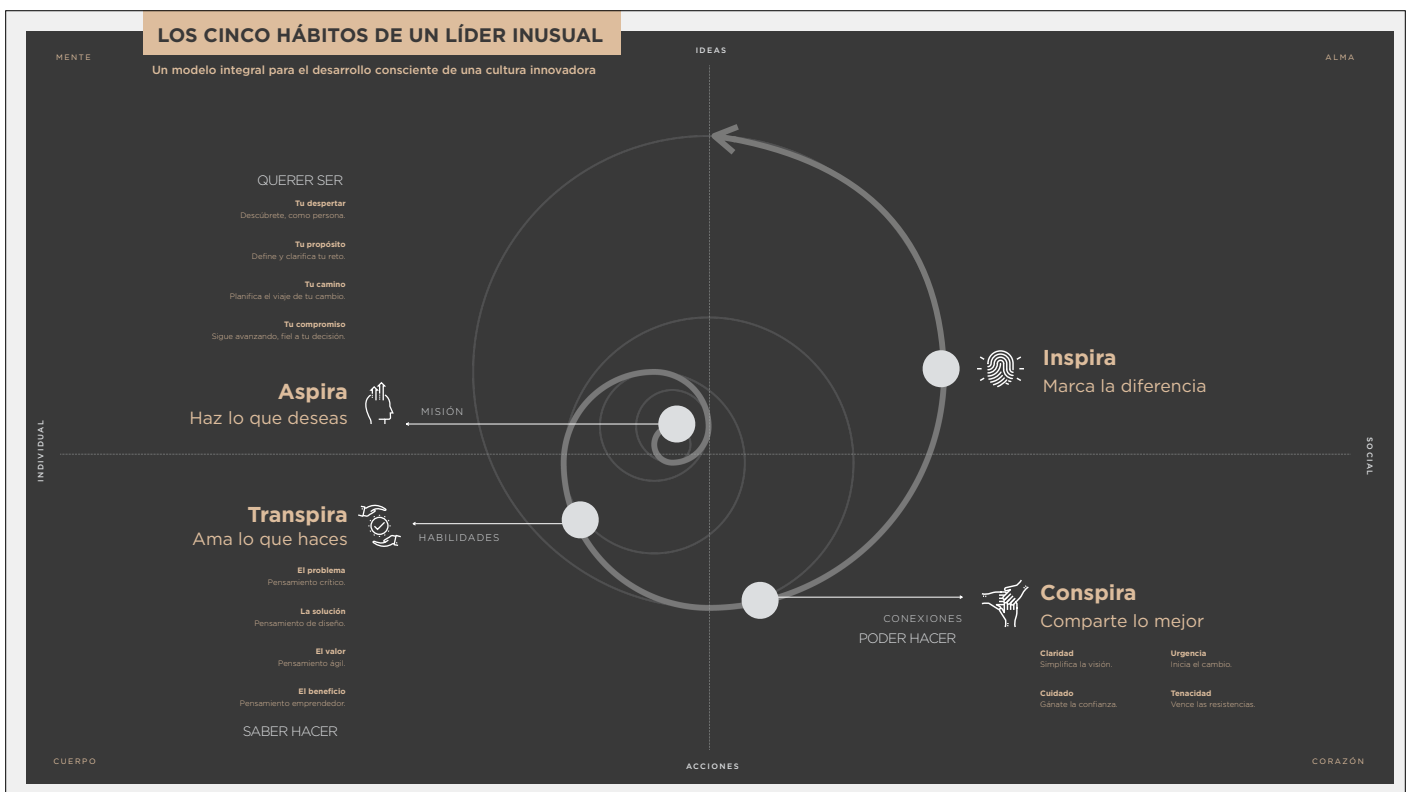 LOS CINCO HÁBITOS DE UN LÍDER INUSUAL
Un modelo integral para el desarrollo consciente de una cultura innovadora
MENTE
IDEAS
ALMA
QUERER SER
Tu despertar
Descúbrete, como persona.
Tu propósito
Define y clarifica tu reto.
Tu camino
Planifica el viaje de tu cambio.
Tu compromiso
Sigue avanzando, fiel a tu decisión.
Aspira
Haz lo que deseas
MISIÓN
Inspira
Marca la diferencia
INDIVIDUAL
SOCIAL
Transpira
Ama lo que haces
HABILIDADES
El problema
Pensamiento crítico.
La solución
Pensamiento de diseño.
El valor
Pensamiento ágil.
El beneficio
Pensamiento emprendedor.
SABER HACER
CONEXIONES
PODER HACER
Conspira
Comparte lo mejor
Claridad
Simplifica la visión.
Urgencia
Inicia el cambio.
Cuidado
Gánate la confianza.
Tenacidad
Vence las resistencias.
CUERPO
ACCIONES
CORAZÓN